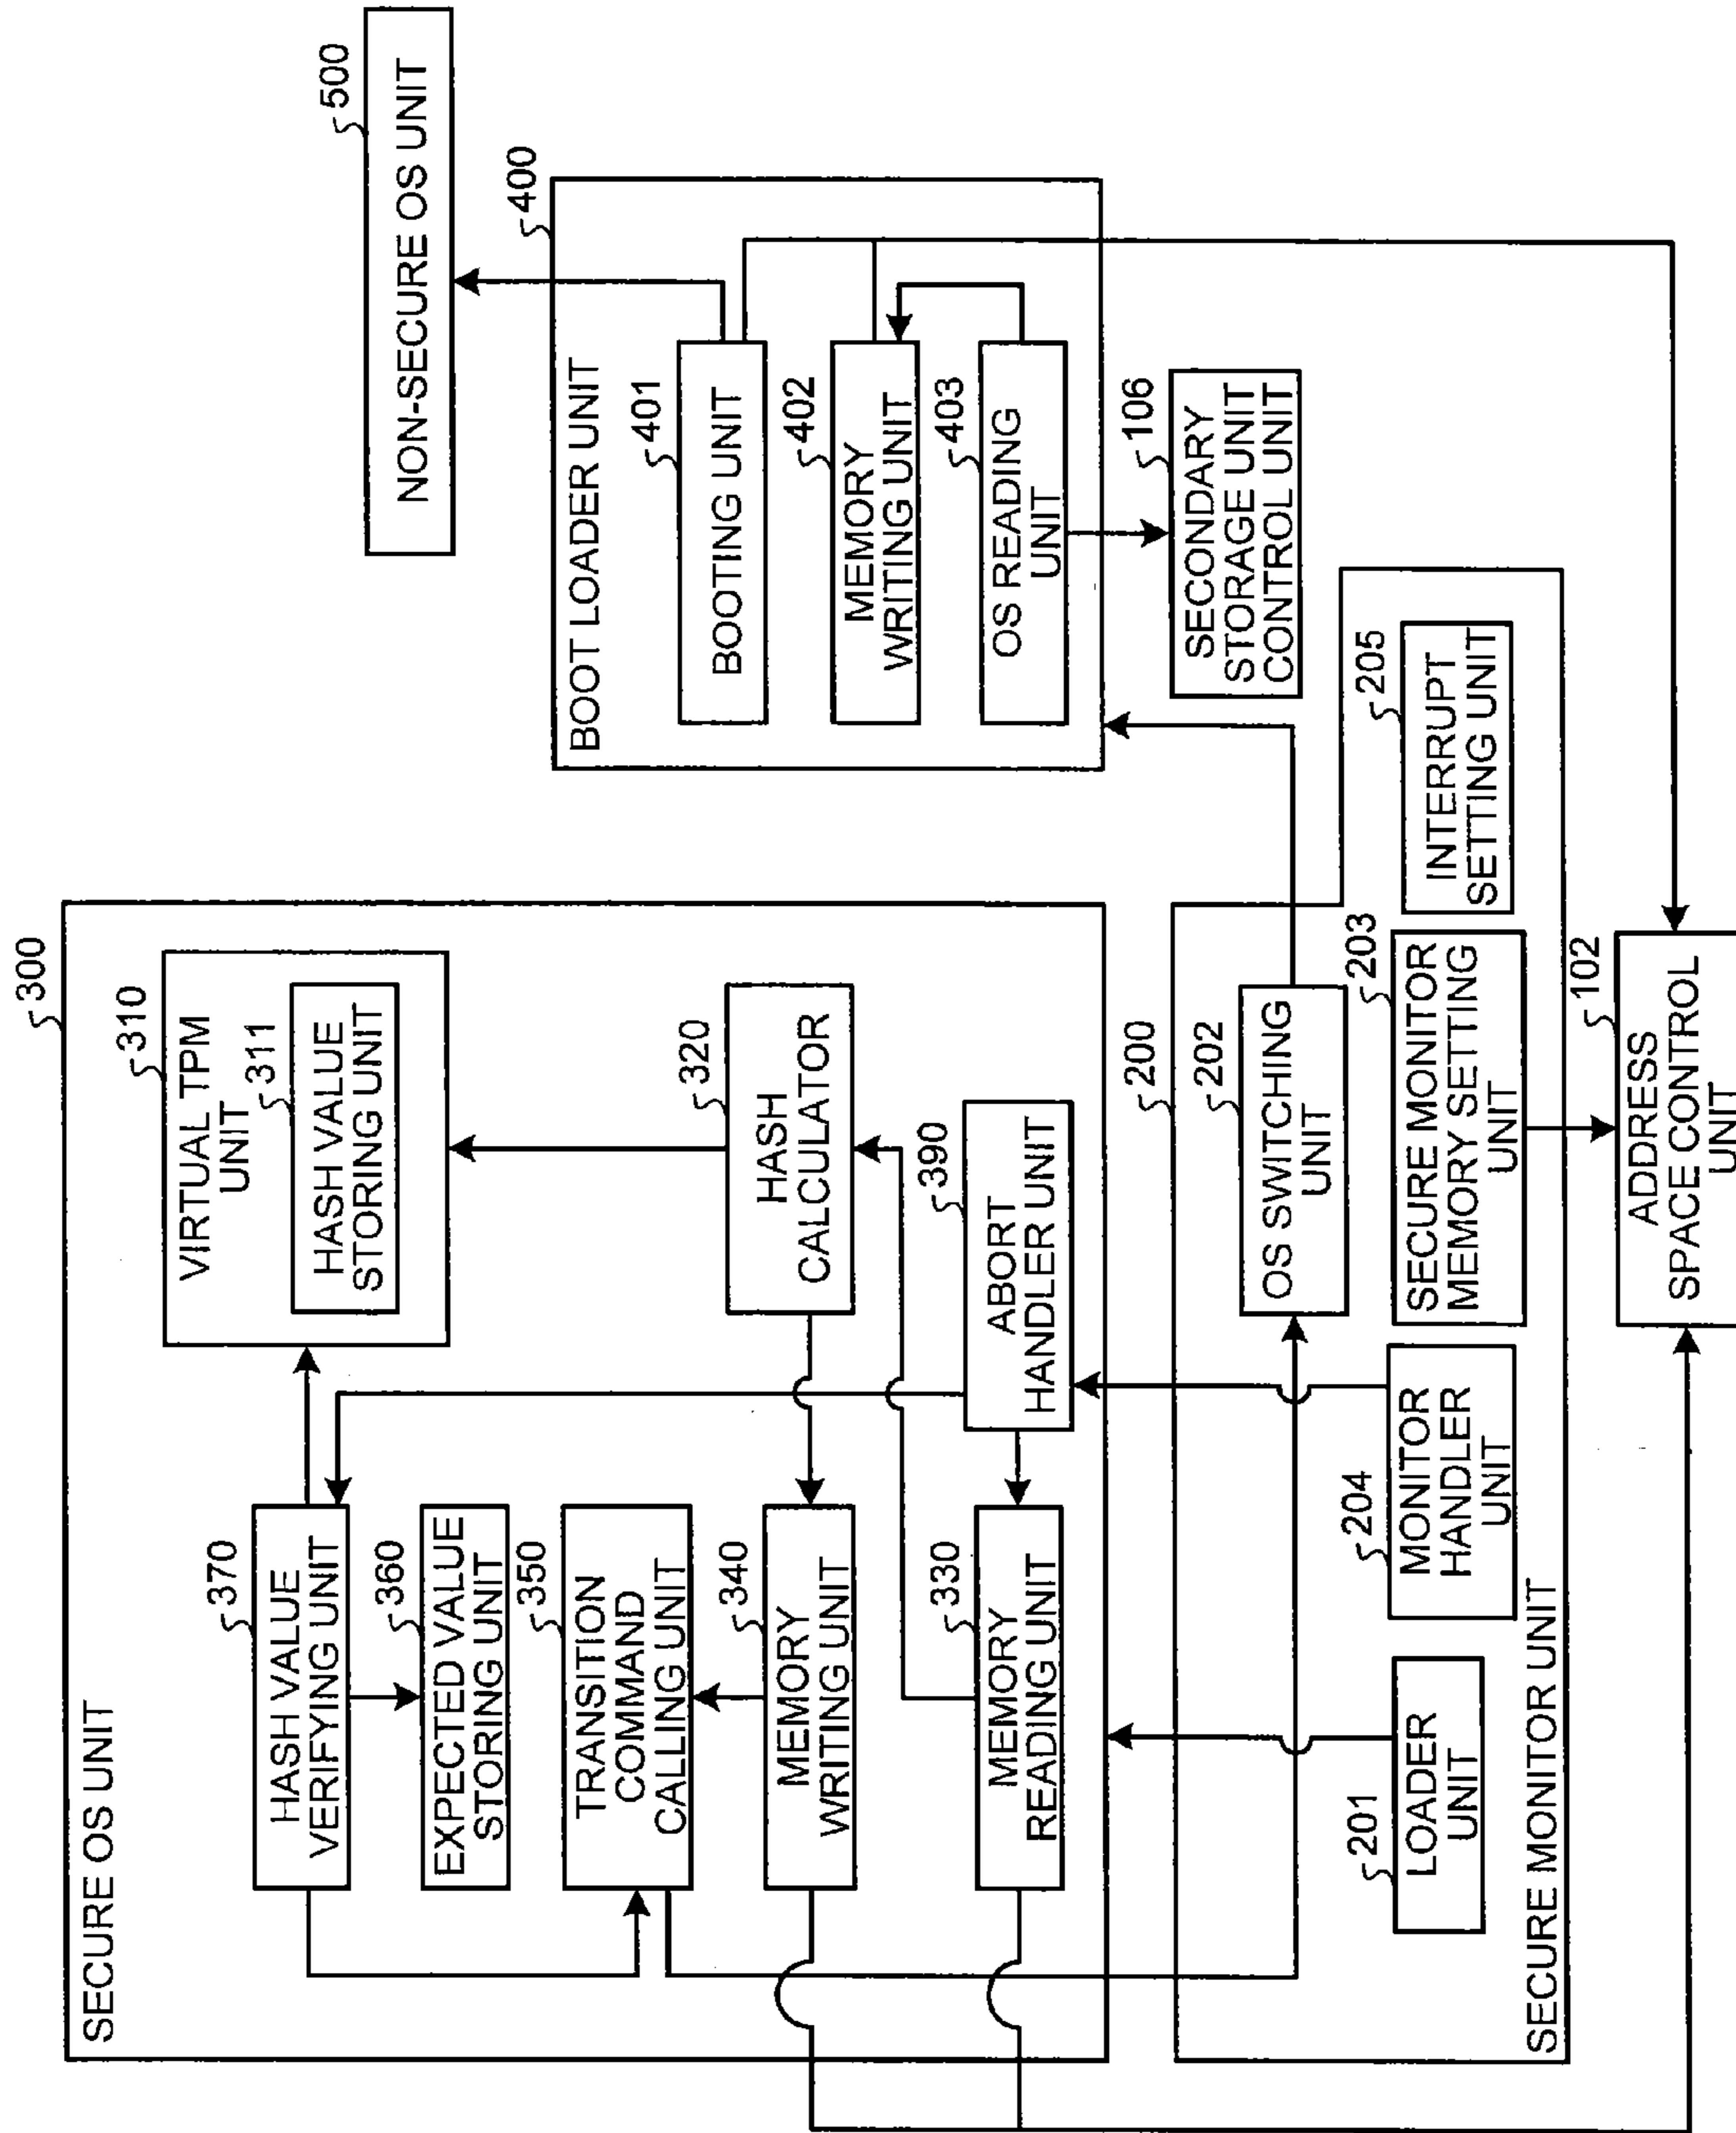 SECURE OS UNIT
300
370
HASH VALUE
VERIFYING UNIT
360
EXPECTED VALUE
STORING UNIT
350
TRANSITION
COMMAND
CALLING UNIT
340
MEMORY
WRITING UNIT
330
MEMORY
READING UNIT
310
VIRTUAL TPM
UNIT
311
HASH VALUE
STORING UNIT
320
HASH
CALCULATOR
390
ABORT
HANDLER UNIT
500
NON-SECURE OS UNIT
400
BOOT LOADER UNIT
401
BOOTING UNIT
402
MEMORY
WRITING UNIT
403
OS READING
UNIT
106
SECONDARY
STORAGE UNIT
CONTROL UNIT
200
SECURE MONITOR UNIT
201
LOADER
UNIT
204
MONITOR
HANDLER
UNIT
202
OS SWITCHING
UNIT
203
SECURE MONITOR
MEMORY SETTING
UNIT
205
INTERRUPT
SETTING UNIT
102
ADDRESS
SPACE CONTROL
UNIT